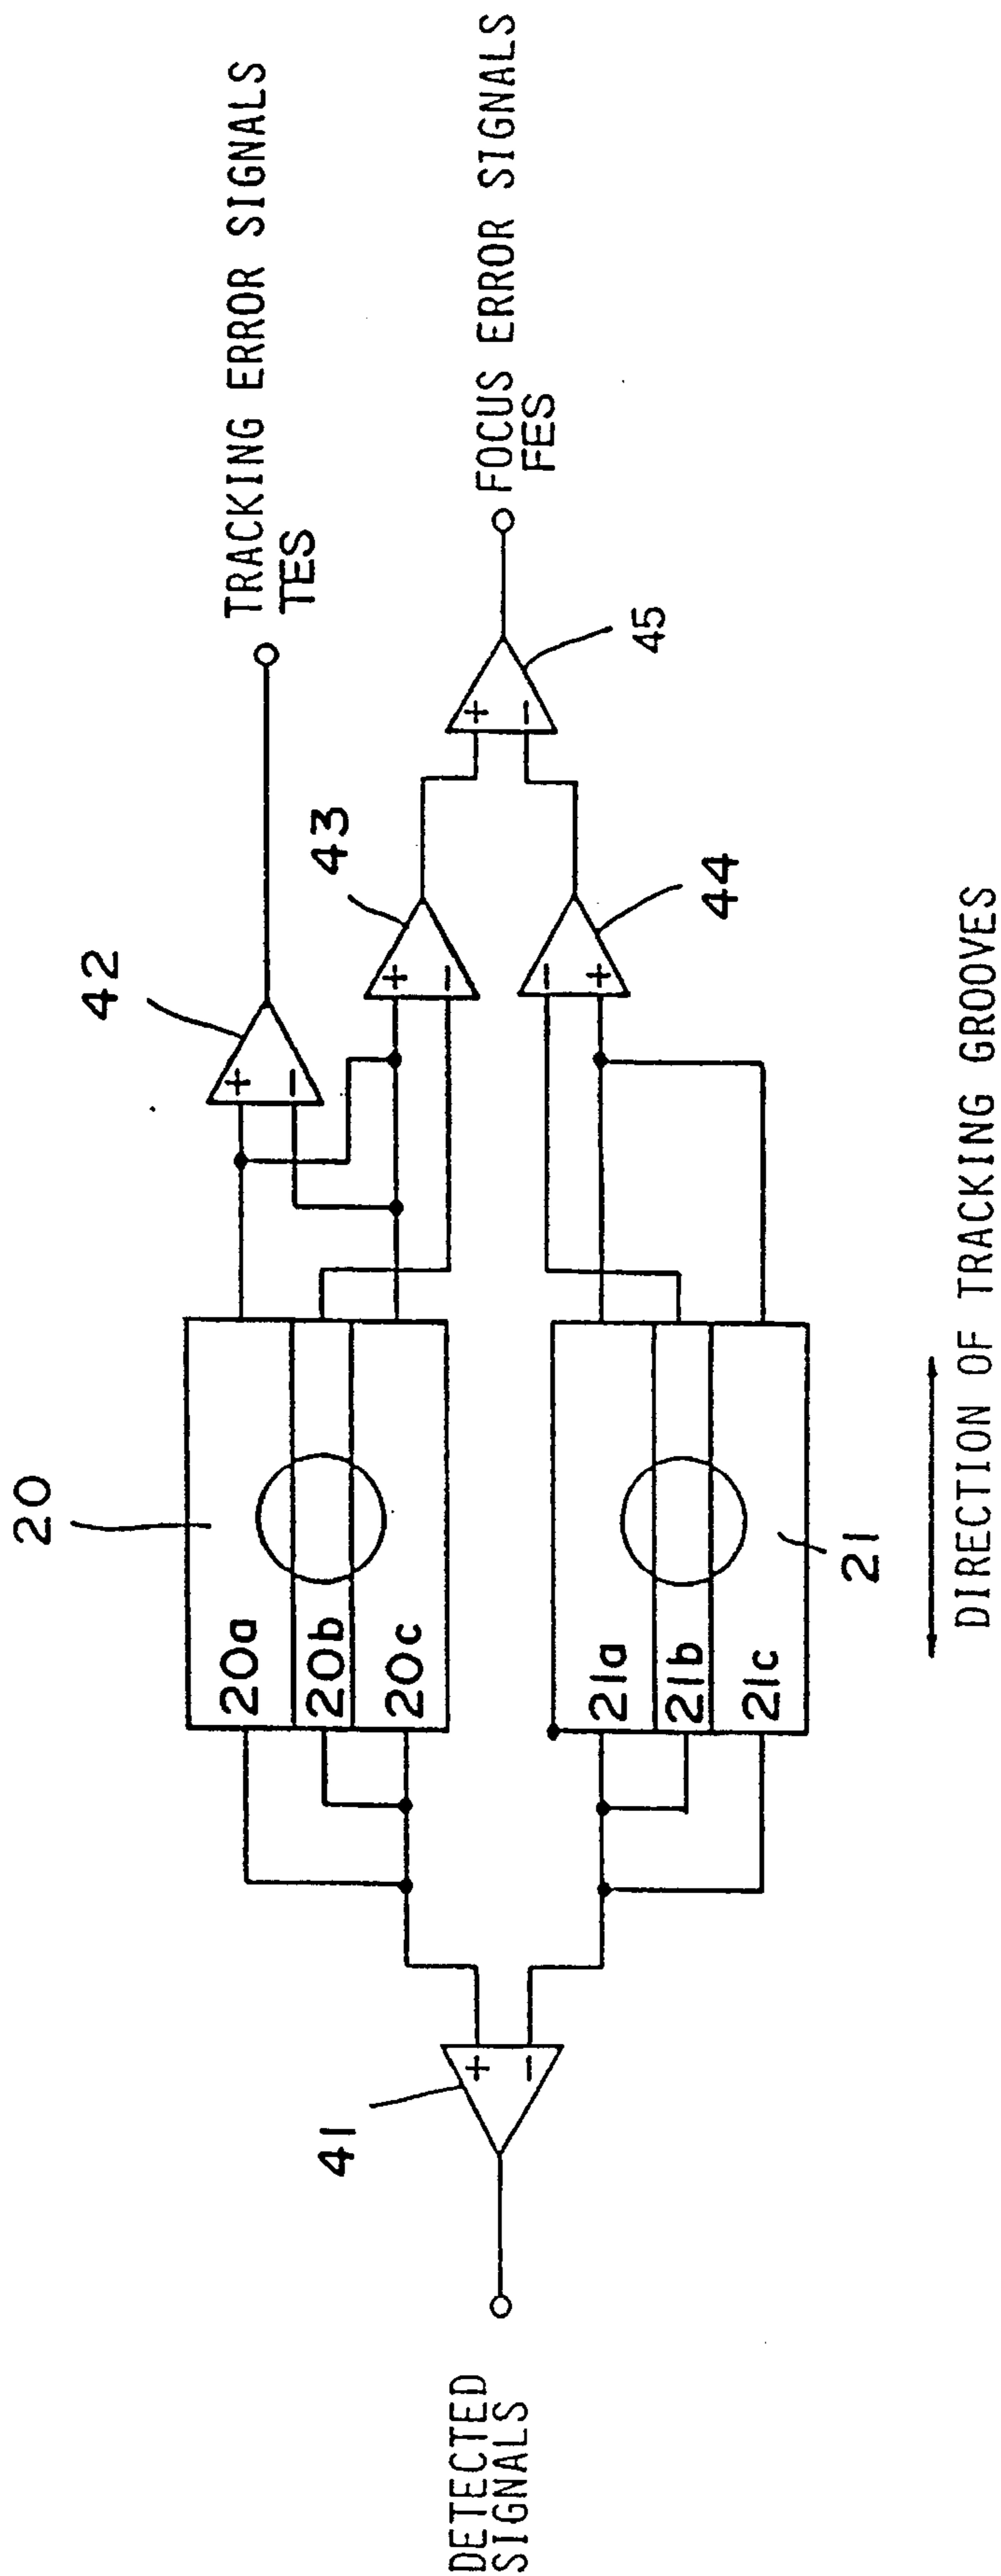 TRACKING ERROR SIGNALS
TES
FOCUS ERROR SIGNALS
FES
42
43
44
45
+
−
+
−
−
+
+
−
20
20a
20b
20c
21a
21b
21c
21
41
+
−
DETECTED
SIGNALS
DIRECTION OF TRACKING GROOVES